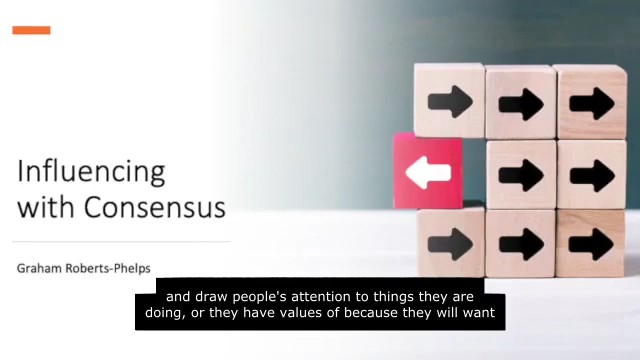 Influencing
with Consensus
Graham Roberts-Phelps
and draw people's attention to things they are
doing, or they have values of because they will want